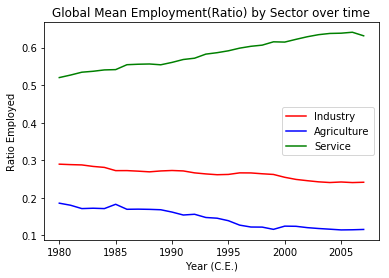 Global Mean Employment(Ratio) by Sector over time
Ratio Employed
0.6
0.5
0.4
0.3
0.2
0.1
Industry
Agriculture
Service
1980
1985
1990
1995
2000
2005
Year (C.E.)